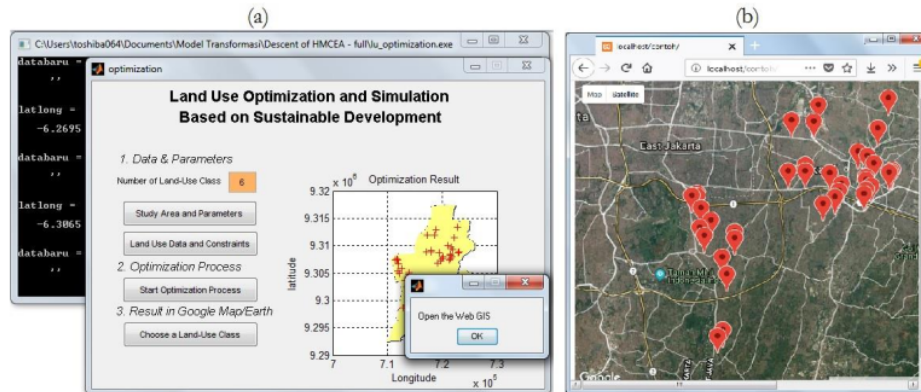 (a)
C:\Users\toshiba064\Documents\Model Transformasi\Descent of HMCEA - full\lu_optimization.exe
databaru =
''
latlong =
-6.2695
databaru =
''
latlong =
-6.3065
databaru =
''
optimization
Land Use Optimization and Simulation
Based on Sustainable Development
1. Data & Parameters
Number of Land-Use Class 6
Study Area and Parameters
Land Use Data and Constraints
2. Optimization Process
Start Optimization Process
3. Result in Google Map/Earth
Choose a Land-Use Class
Optimization Result
x 10^6
9.32
9.315
9.31
9.305
9.3
9.295
9.29
latitude
7 7.1 7.2 7.3
Longitude
x 10^5
Open the Web GIS
OK
(b)
localhost/contoh/
localhost/contoh/
Map Satellite
East Jakarta
Google